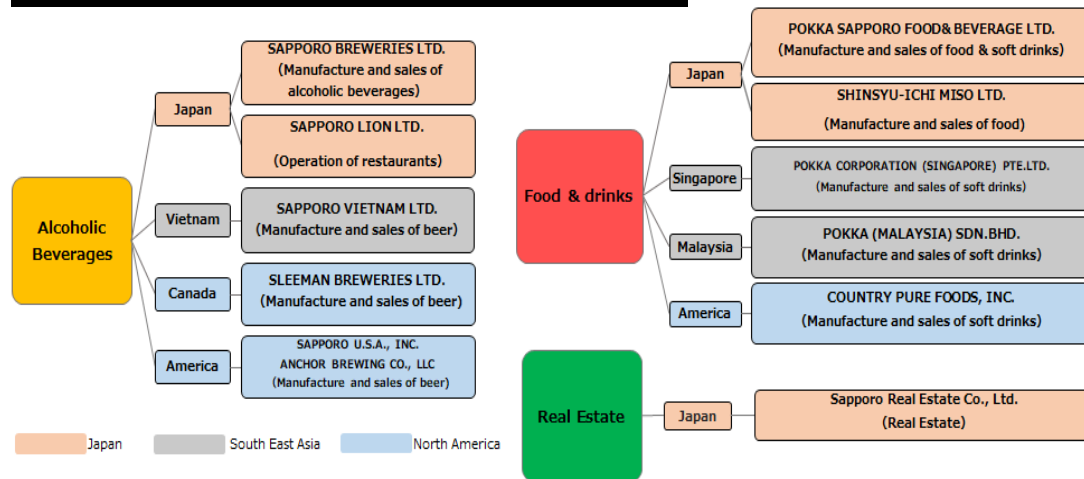 Alcoholic
Beverages
Japan
SAPPORO BREWERIES LTD.
(Manufacture and sales of
alcoholic beverages)
SAPPORO LION LTD.
(Operation of restaurants)
Vietnam
SAPPORO VIETNAM LTD.
(Manufacture and sales of beer)
Canada
SLEEMAN BREWERIES LTD.
(Manufacture and sales of beer)
America
SAPPORO U.S.A., INC.
ANCHOR BREWING CO., LLC
(Manufacture and sales of beer)
Food & drinks
Japan
POKKA SAPPORO FOOD& BEVERAGE LTD.
(Manufacture and sales of food & soft drinks)
SHINSYU-ICHI MISO LTD.
(Manufacture and sales of food)
Singapore
POKKA CORPORATION (SINGAPORE) PTE.LTD.
(Manufacture and sales of soft drinks)
Malaysia
POKKA (MALAYSIA) SDN.BHD.
(Manufacture and sales of soft drinks)
America
COUNTRY PURE FOODS, INC.
(Manufacture and sales of soft drinks)
Real Estate
Japan
Sapporo Real Estate Co., Ltd.
(Real Estate)
Japan
South East Asia
North America